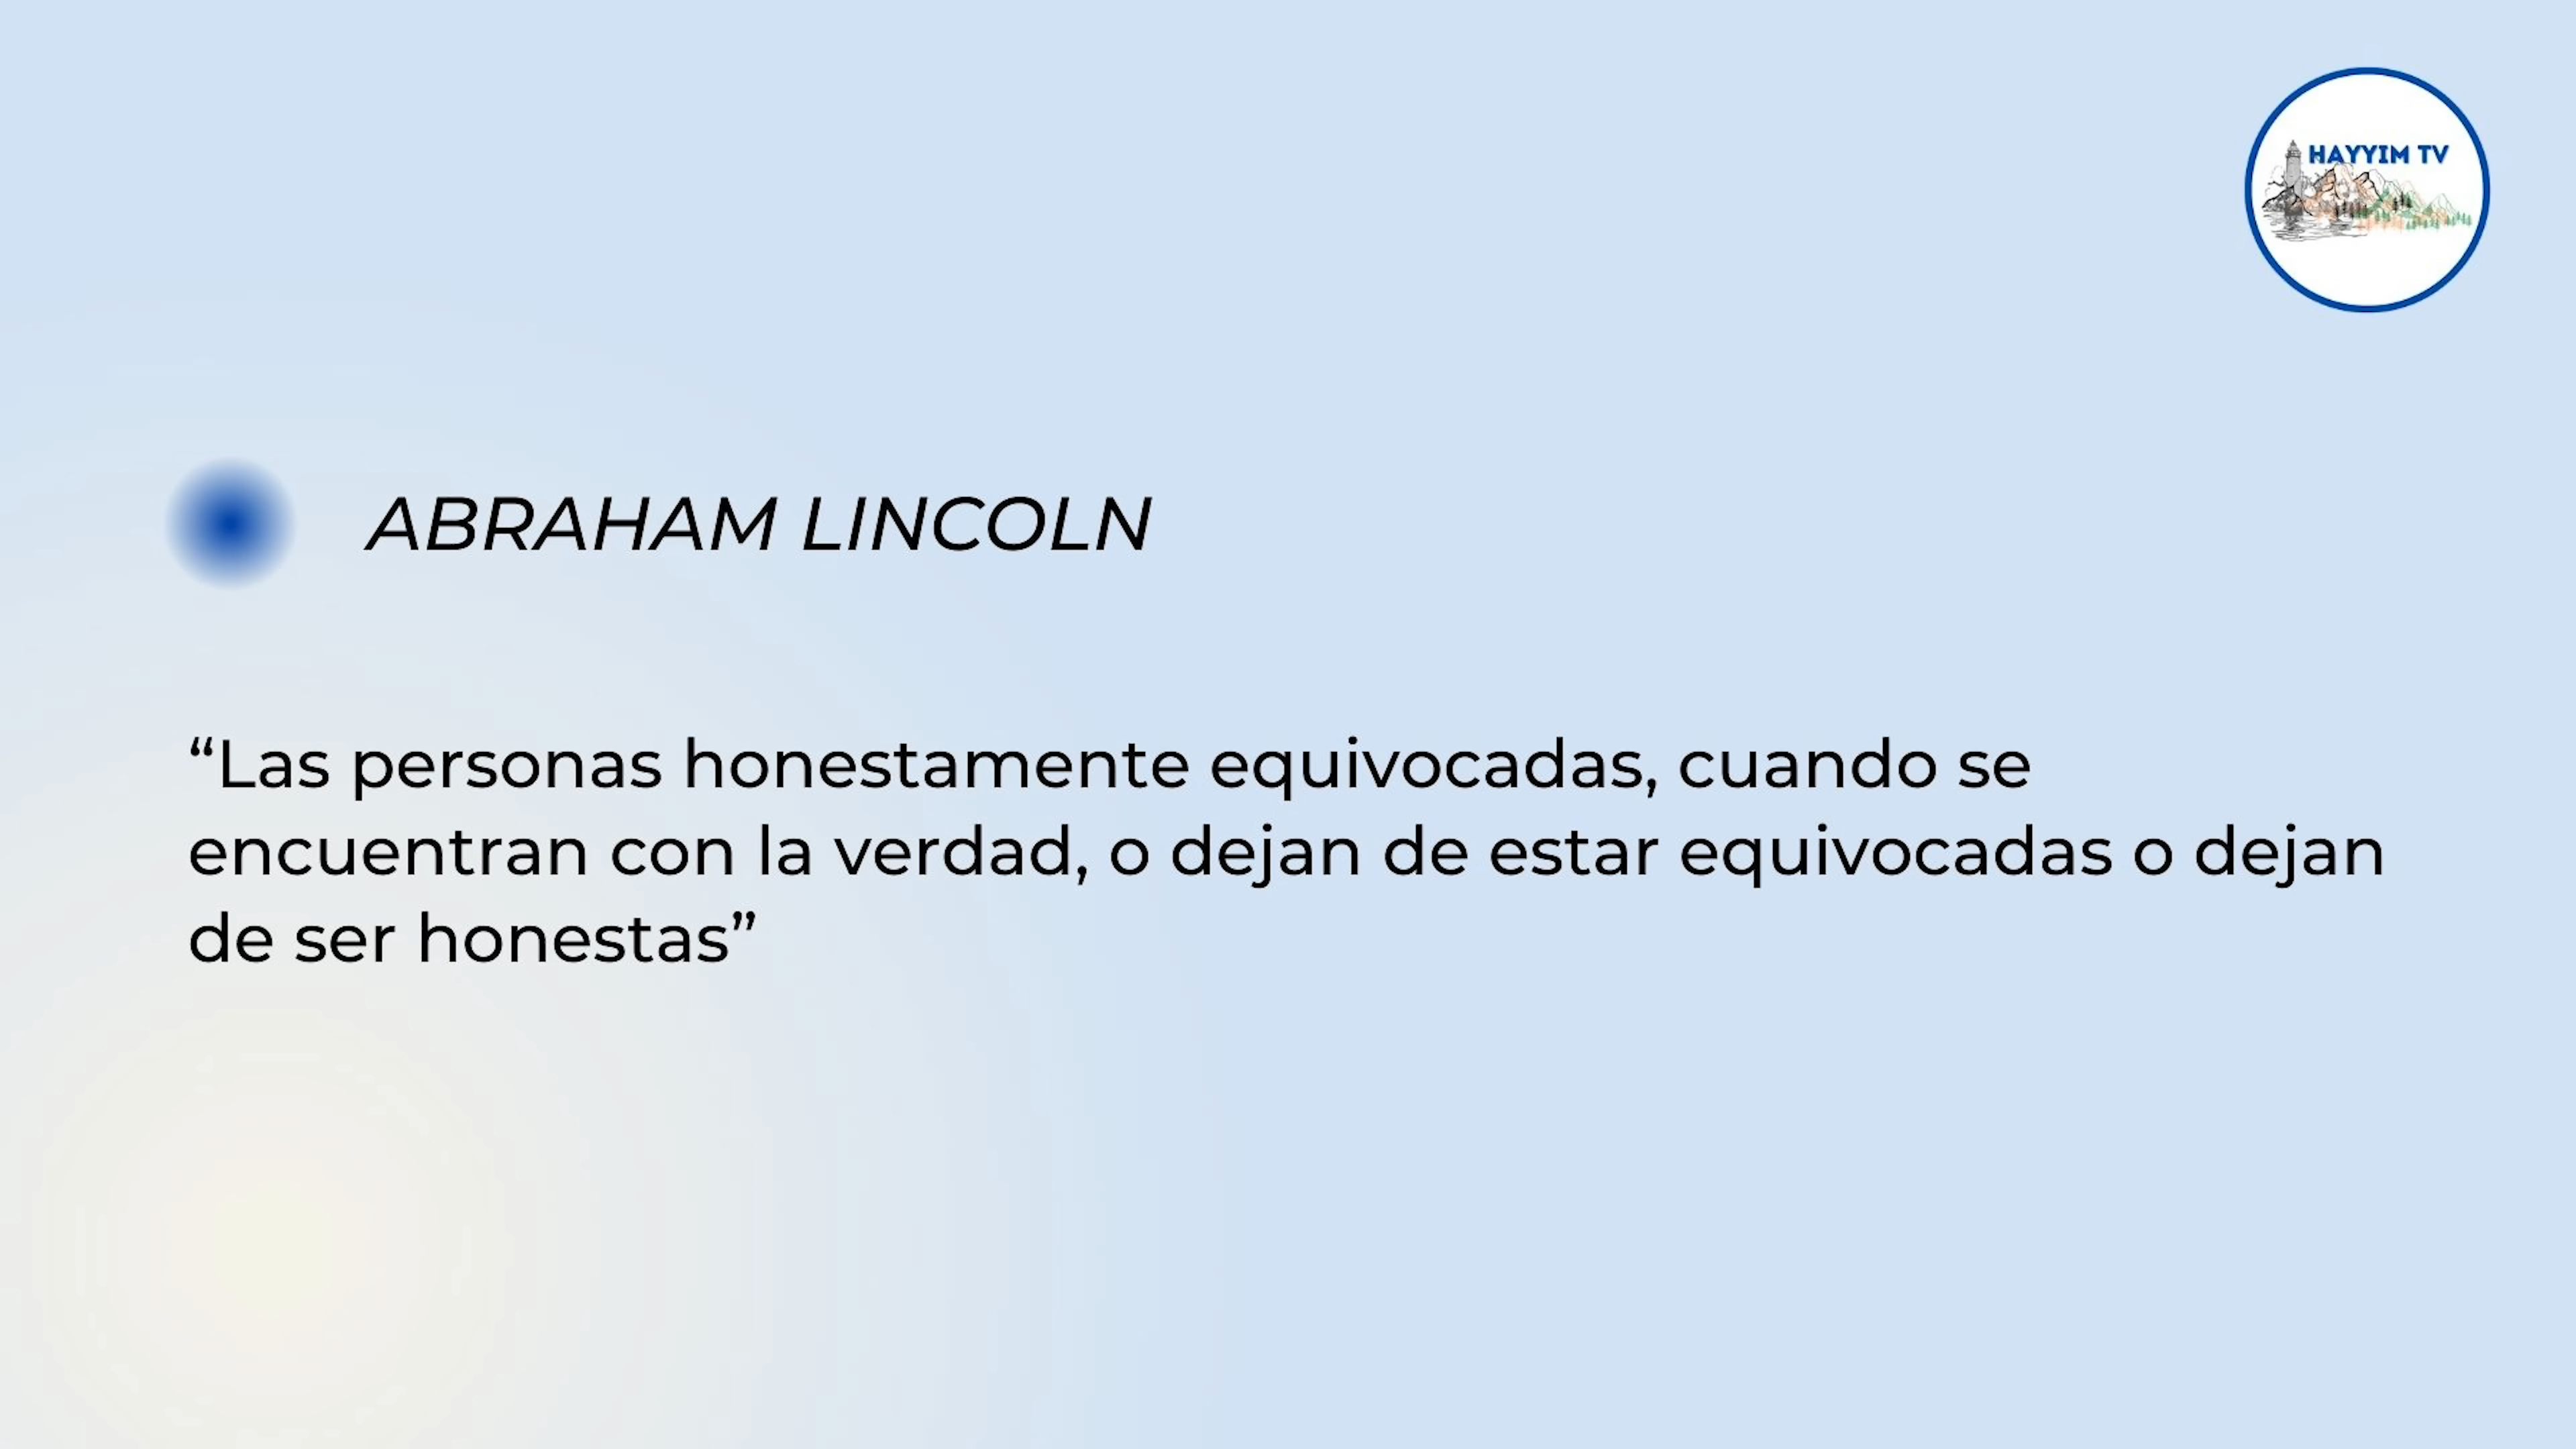 HAYYIM TV
ABRAHAM LINCOLN
“Las personas honestamente equivocadas, cuando se
encuentran con la verdad, o dejan de estar equivocadas o dejan
de ser honestas”